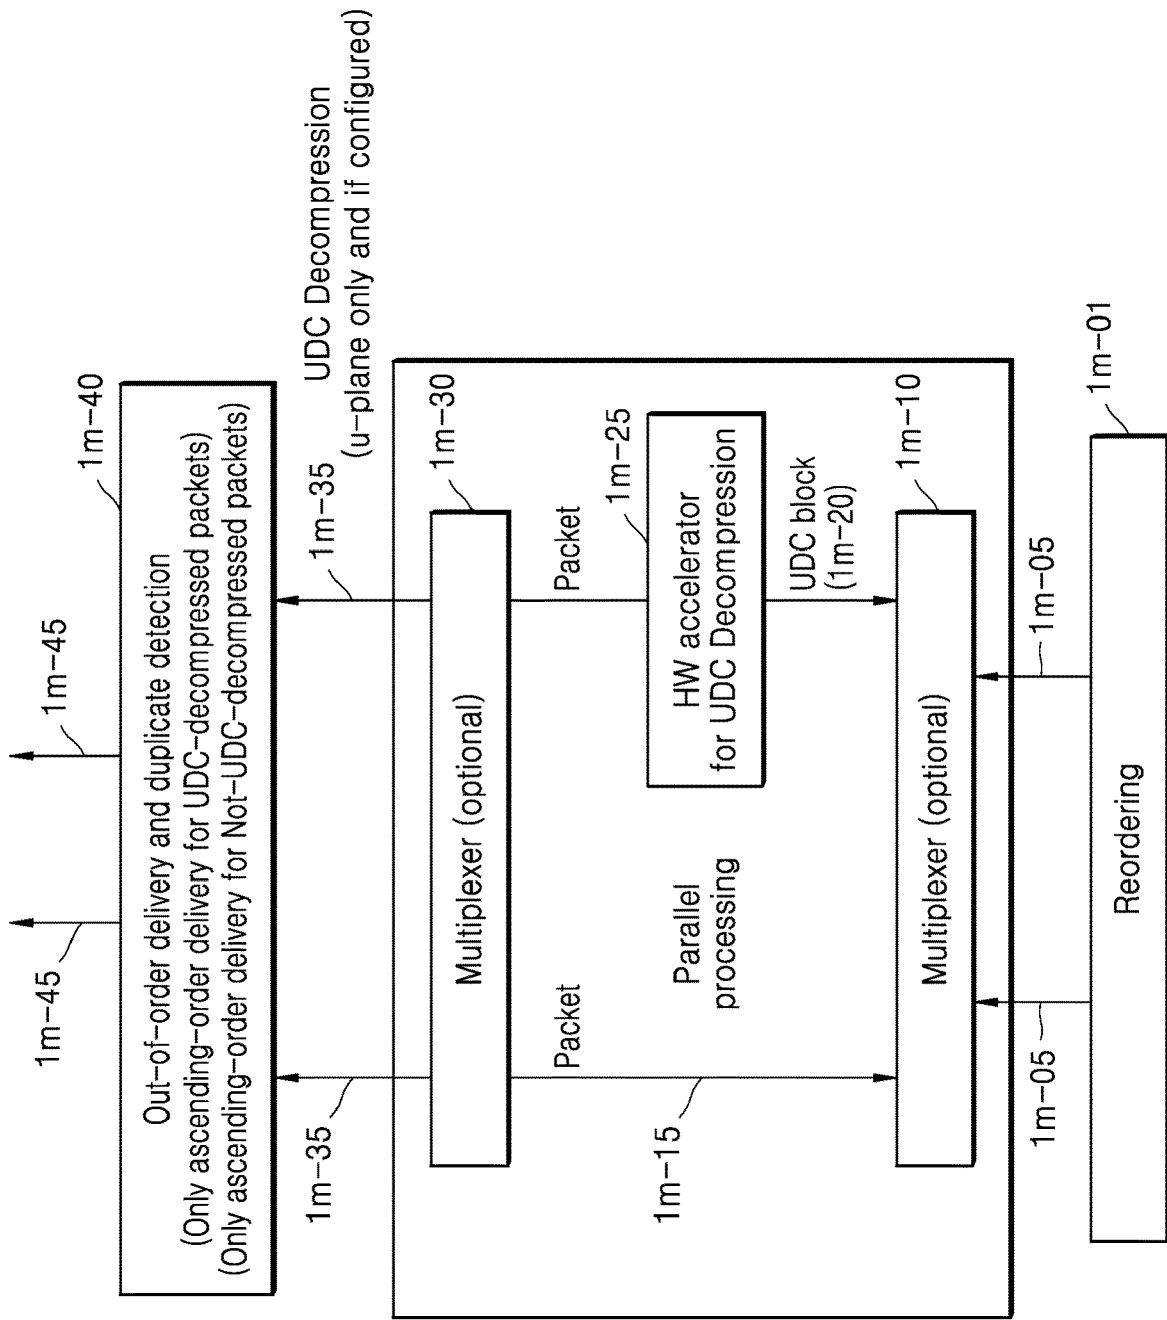 1m-45
1m-45
1m-40
Out-of-order delivery and duplicate detection
(Only ascending-order delivery for UDC-decompressed packets)
(Only ascending-order delivery for Not-UDC-decompressed packets)
1m-35
1m-35
UDC Decompression
(u-plane only and if configured)
1m-30
Multiplexer (optional)
Packet
Packet
1m-25
HW accelerator
for UDC Decompression
1m-15
Parallel
processing
UDC block
(1m-20)
1m-10
Multiplexer (optional)
1m-05
1m-05
1m-01
Reordering